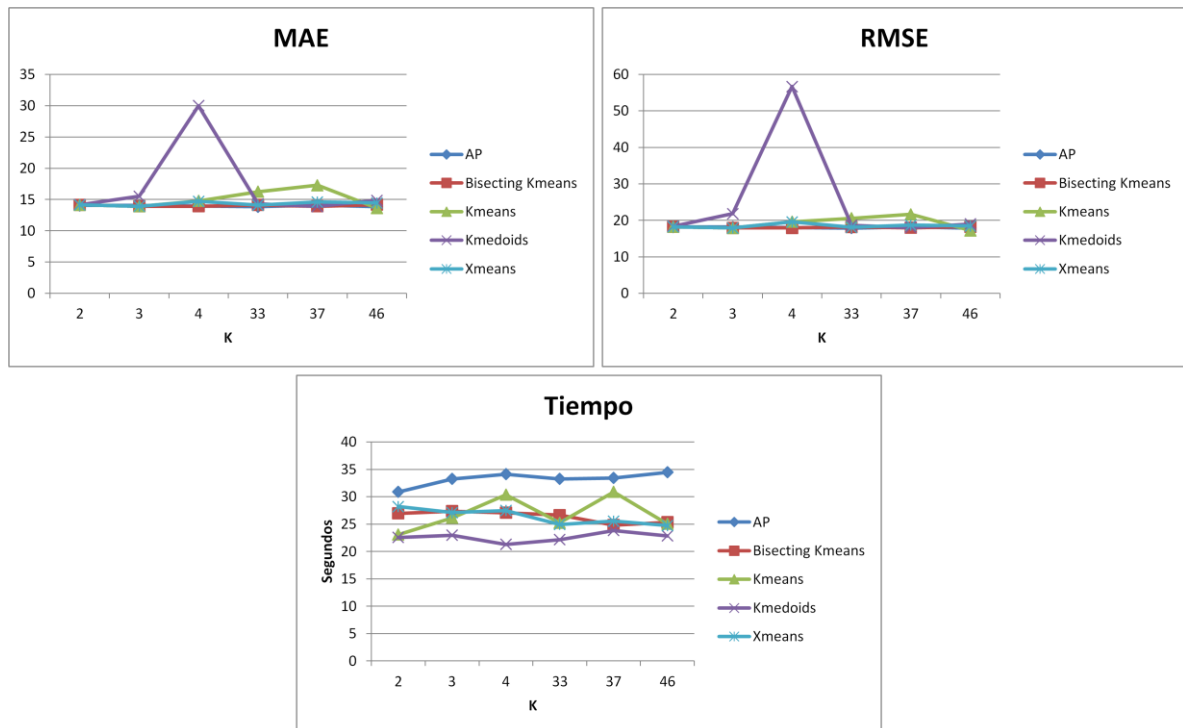 MAE
35
30
25
20
15
10
5
0
2 3 4 33 37 46
K
AP
Bisecting Kmeans
Kmeans
Kmedoids
Xmeans
RMSE
60
50
40
30
20
10
0
2 3 4 33 37 46
K
AP
Bisecting Kmeans
Kmeans
Kmedoids
Xmeans
Tiempo
Segundos
40
35
30
25
20
15
10
5
0
2 3 4 33 37 46
K
AP
Bisecting Kmeans
Kmeans
Kmedoids
Xmeans